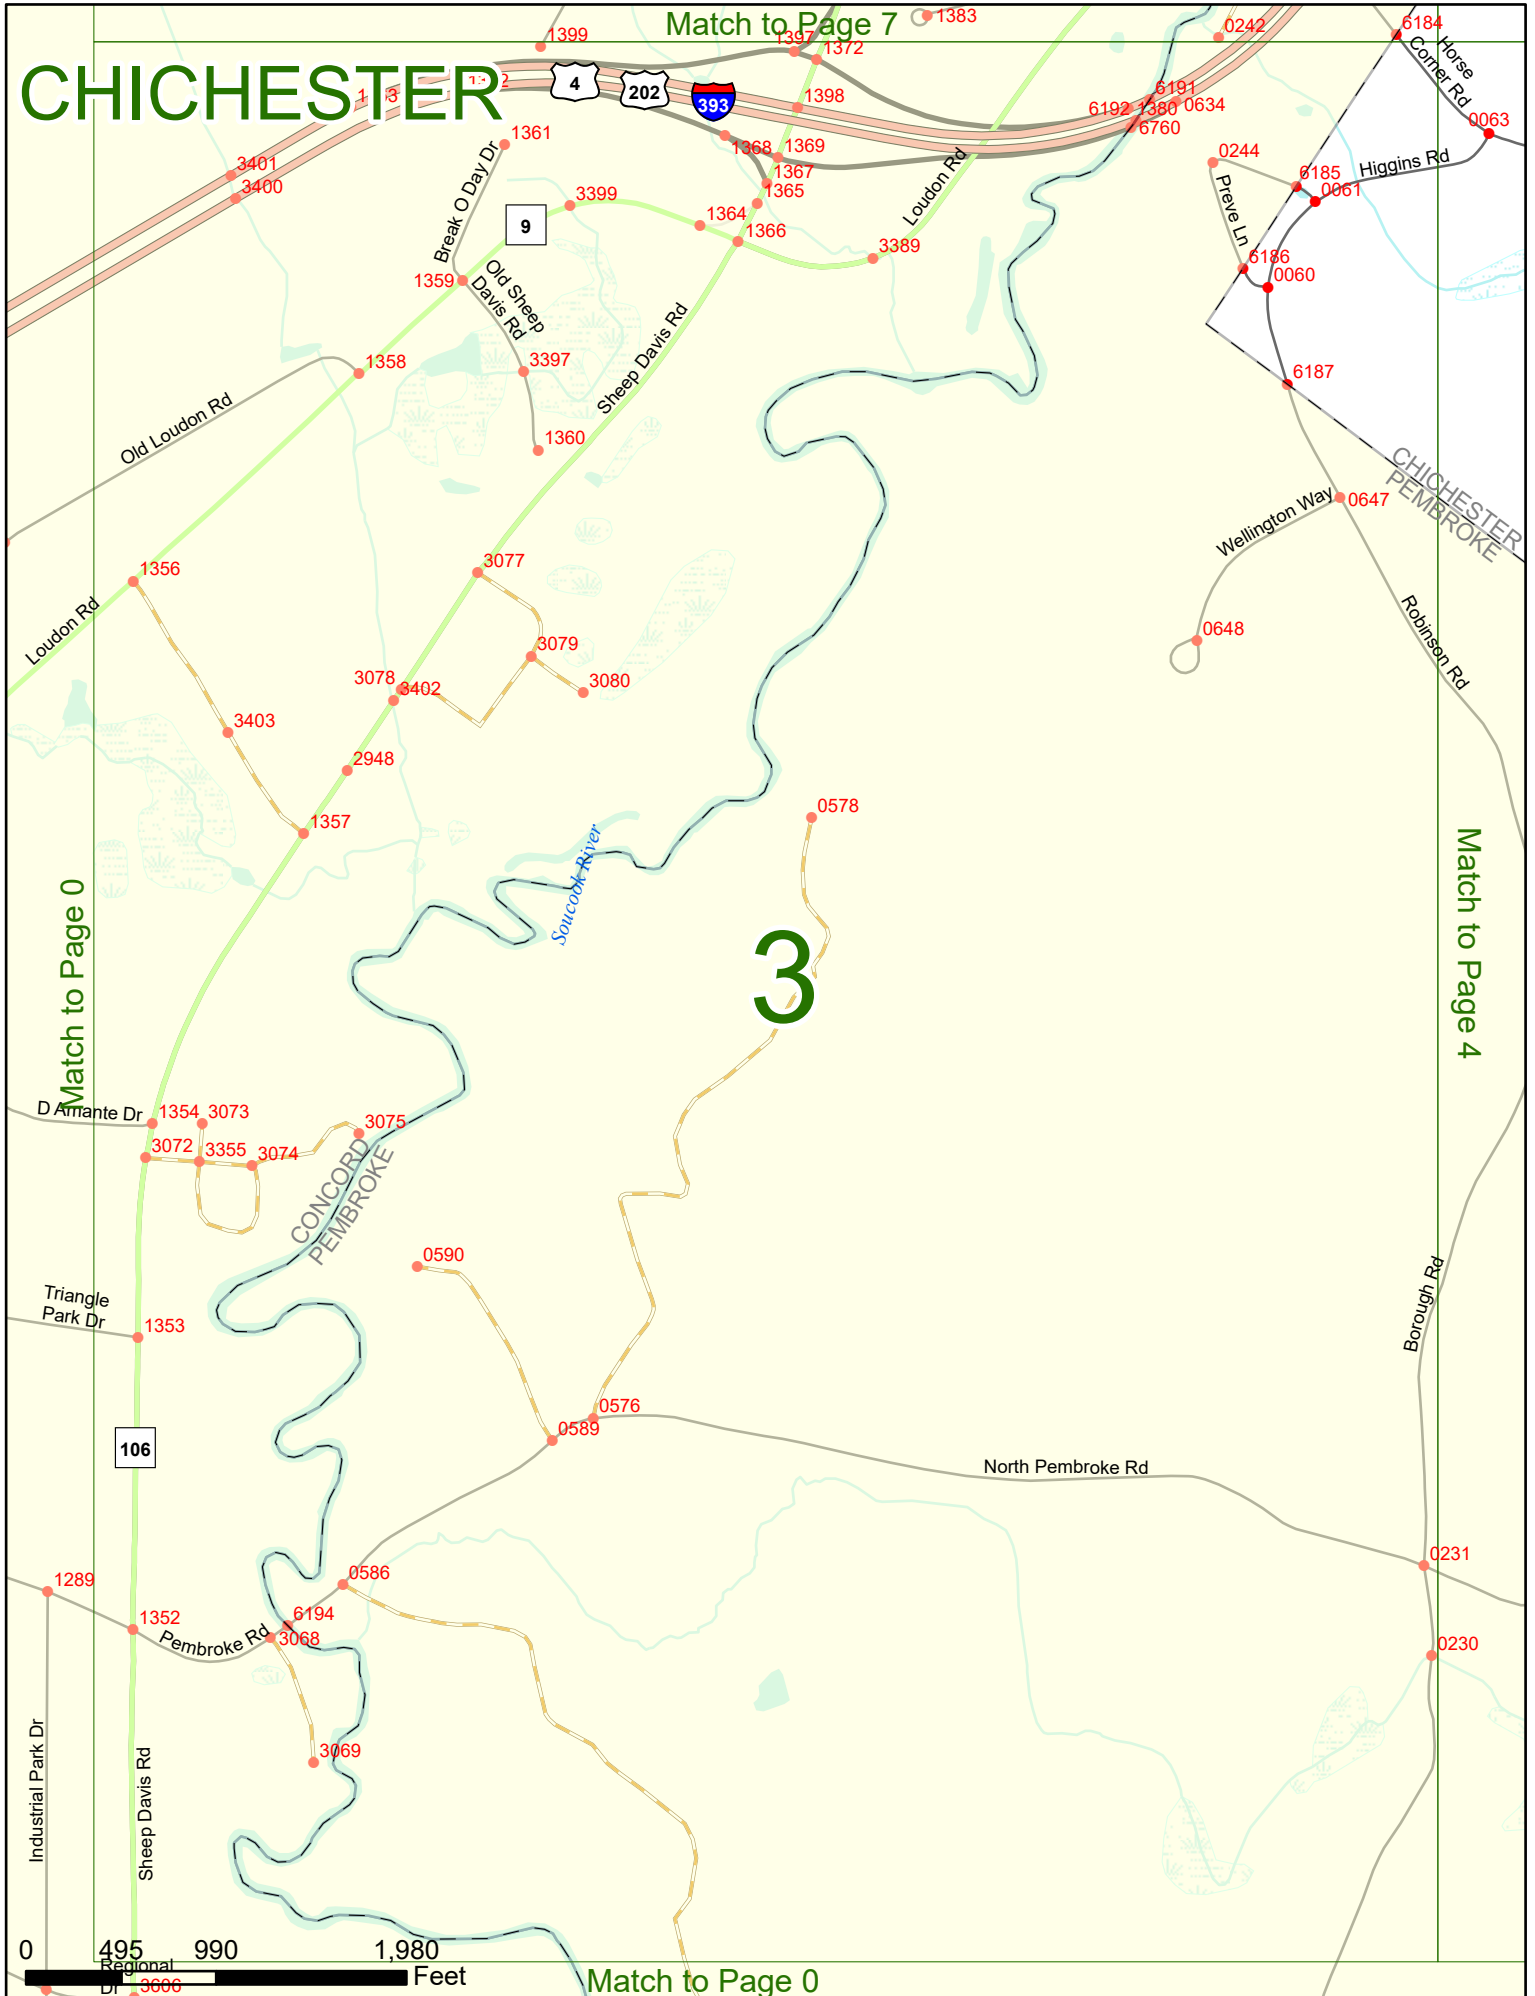 Match to Page 7
CHICHESTER
1383
1399
1397
1372
0242
6184
Horse
Corner Rd
4
202
393
1398
6191
6192
1380
0634
6760
0063
1361
1368
1369
1367
1365
3401
3400
3399
1364
1366
3389
Loudon Rd
0244
6185
0061
Higgins Rd
Preve Ln
6186
0060
Break O Day Dr
9
1359
Old Sheep
Davis Rd
Sheep Davis Rd
1358
3397
6187
Old Loudon Rd
1360
CHICHESTER
PEMBROKE
0647
Wellington Way
1356
3077
Loudon Rd
Robinson Rd
0648
3079
3078
3402
3080
3403
2948
1357
0578
Soucook River
Match to Page 0
3
Match to Page 4
D Amante Dr
1354
3073
3075
3072
3355
3074
CONCORD
PEMBROKE
0590
Triangle
Park Dr
1353
Borough Rd
0576
0589
106
North Pembroke Rd
0231
1289
0586
1352
6194
Pembroke Rd
3068
0230
3069
Industrial Park Dr
Sheep Davis Rd
0
495
990
1,980
Feet
Regional
Dr
3606
Match to Page 0